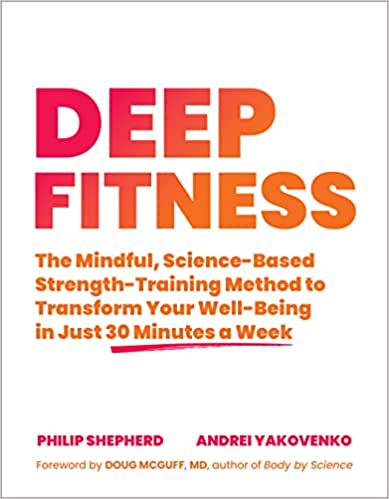 DEEP
FITNESS
The Mindful, Science-Based
Strength-Training Method to
Transform Your Well-Being
in Just 30 Minutes a Week
PHILIP SHEPHERD ANDREI YAKOVENKO
Foreword by DOUG MCGUFF, MD, author of Body by Science